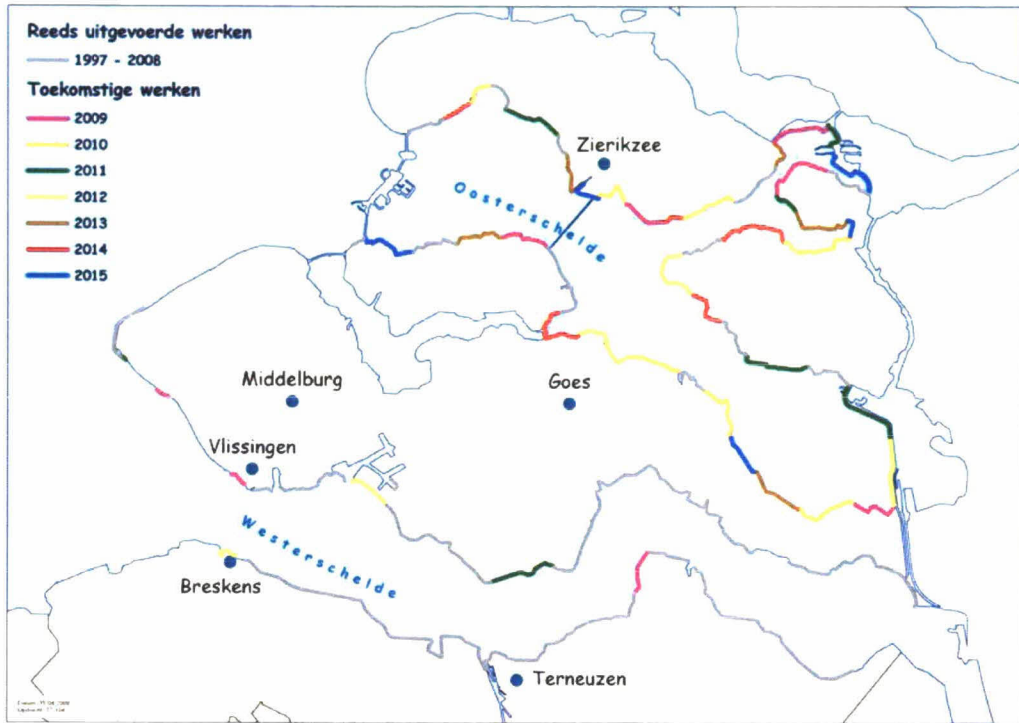 Reeds uitgevoerde werken
1997 - 2008
Toekomstige werken
2009
2010
2011
2012
2013
2014
2015
Zierikzee
Oosterschelde
Middelburg
Goes
Vlissingen
Westerschelde
Breskens
Terneuzen